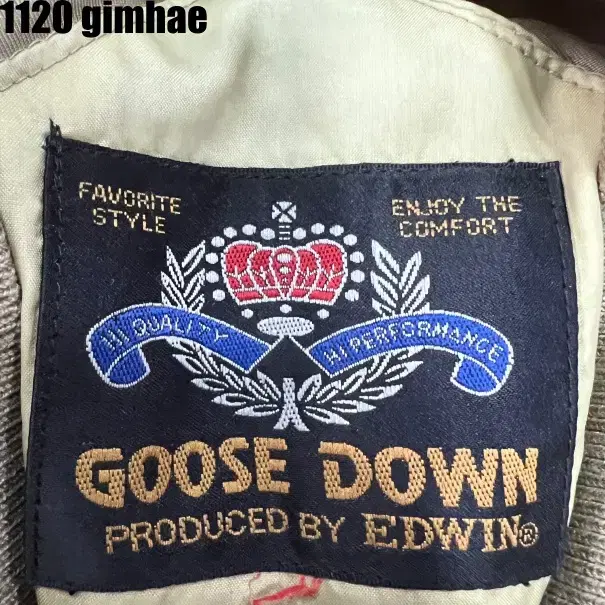 1120 gimhae
FAVORITE
STYLE
ENJOY THE
COMFORT
HI QUALITY
HI PERFORMANCE
GOOSE DOWN
PRODUCED BY EDWIN®